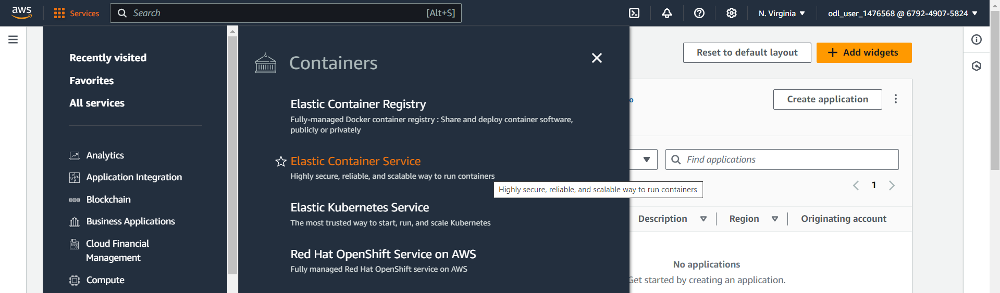 aws
Services
Search
[Alt+S]
N. Virginia
odl_user_1476568 @ 6792-4907-5824
Recently visited
Favorites
All services
Analytics
Application Integration
Blockchain
Business Applications
Cloud Financial
Management
Compute
Containers
Elastic Container Registry
Fully-managed Docker container registry : Share and deploy container software,
publicly or privately
Elastic Container Service
Highly secure, reliable, and scalable way to run containers
Highly secure, reliable, and scalable way to run containers
Elastic Kubernetes Service
The most trusted way to start, run, and scale Kubernetes
Red Hat OpenShift Service on AWS
Fully managed Red Hat OpenShift service on AWS
Reset to default layout
+ Add widgets
o
Create application
Find applications
1
Description
Region
Originating account
No applications
Get started by creating an application.